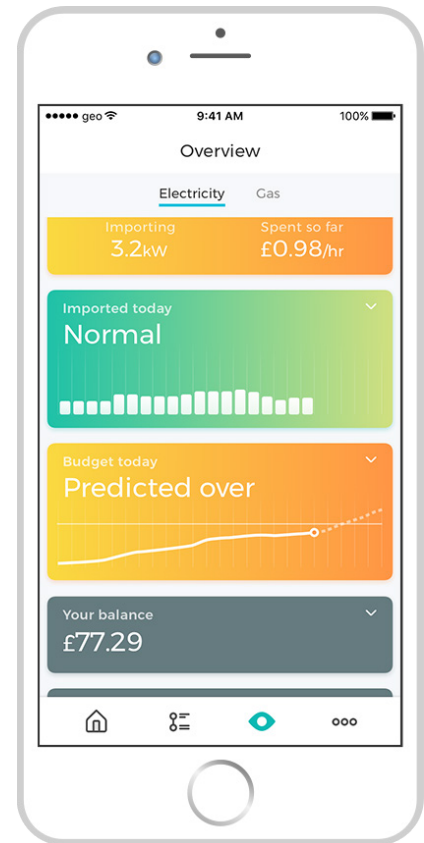 geo 9:41 AM 100%
Overview
Electricity Gas
Importing Spent so far
3.2kW £0.98/hr
Imported today
Normal
Budget today
Predicted over
Your balance
£77.29